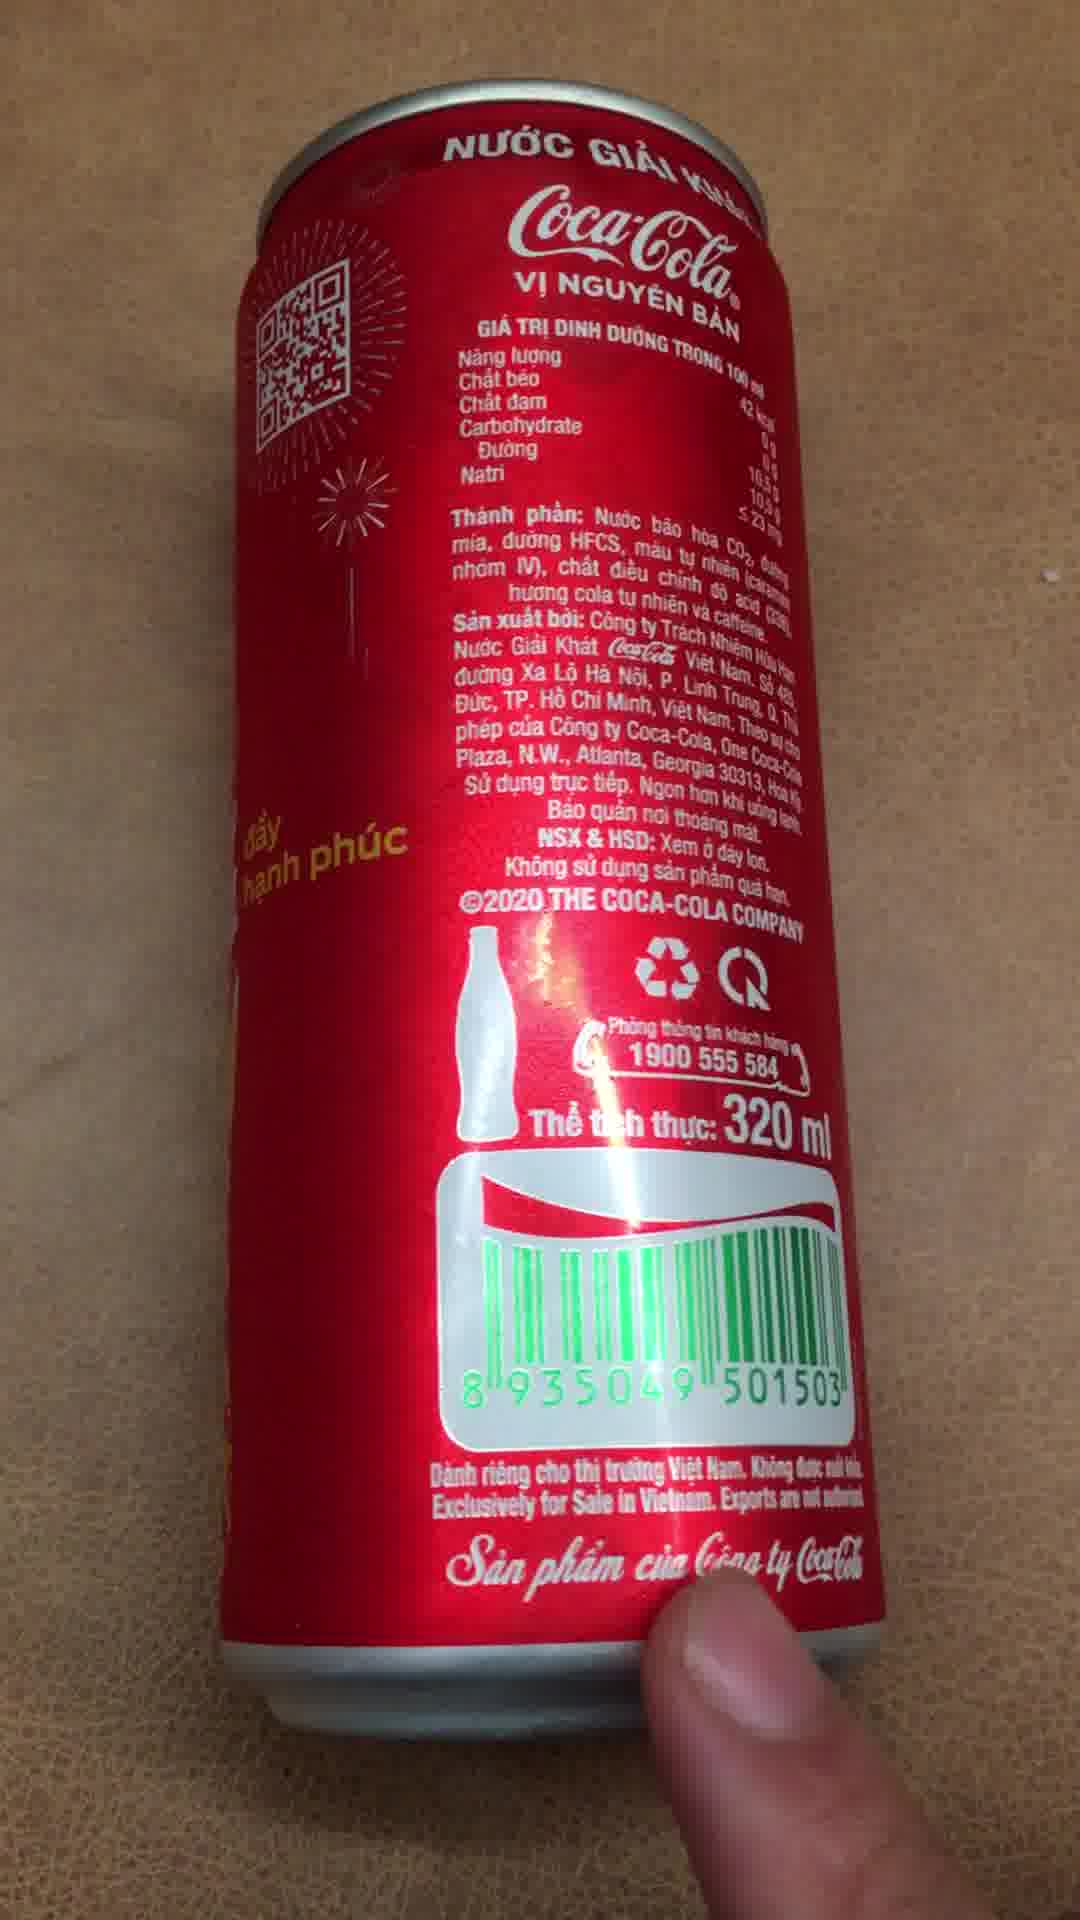 NƯỚC GIẢI KHÁT
Coca-Cola®
VỊ NGUYÊN BẢN
GIÁ TRỊ DINH DƯỠNG TRONG 100 ml
Năng lượng 42 kcal
Chất béo 0 g
Chất đạm 0 g
Carbohydrate
Đường
Natri ≤ 23 mg
Thành phần: Nước bão hòa CO₂, đường
mía, đường HFCS, màu tự nhiên (caramel
nhóm IV), chất điều chỉnh độ acid (338),
hương cola tự nhiên và caffeine.
Sản xuất bởi: Công ty Trách Nhiệm Hữu Hạn
Nước Giải Khát Coca-Cola Việt Nam. Số 485,
đường Xa Lộ Hà Nội, P. Linh Trung, Q. Thủ
Đức, TP. Hồ Chí Minh, Việt Nam. Theo sự cho
phép của Công ty Coca-Cola, One Coca-Cola
Plaza, N.W., Atlanta, Georgia 30313, Hoa Kỳ.
Sử dụng trực tiếp. Ngon hơn khi uống lạnh.
Bảo quản nơi thoáng mát.
NSX & HSD: Xem ở đáy lon.
Không sử dụng sản phẩm quá hạn.
©2020 THE COCA-COLA COMPANY
Phòng thông tin khách hàng
1900 555 584
Thể tích thực: 320 ml
8 935049 501503
Dành riêng cho thị trường Việt Nam. Không được xuất khẩu.
Exclusively for Sale in Vietnam. Exports are not authorized.
Sản phẩm của Công ty Coca-Cola
đầy
hạnh phúc